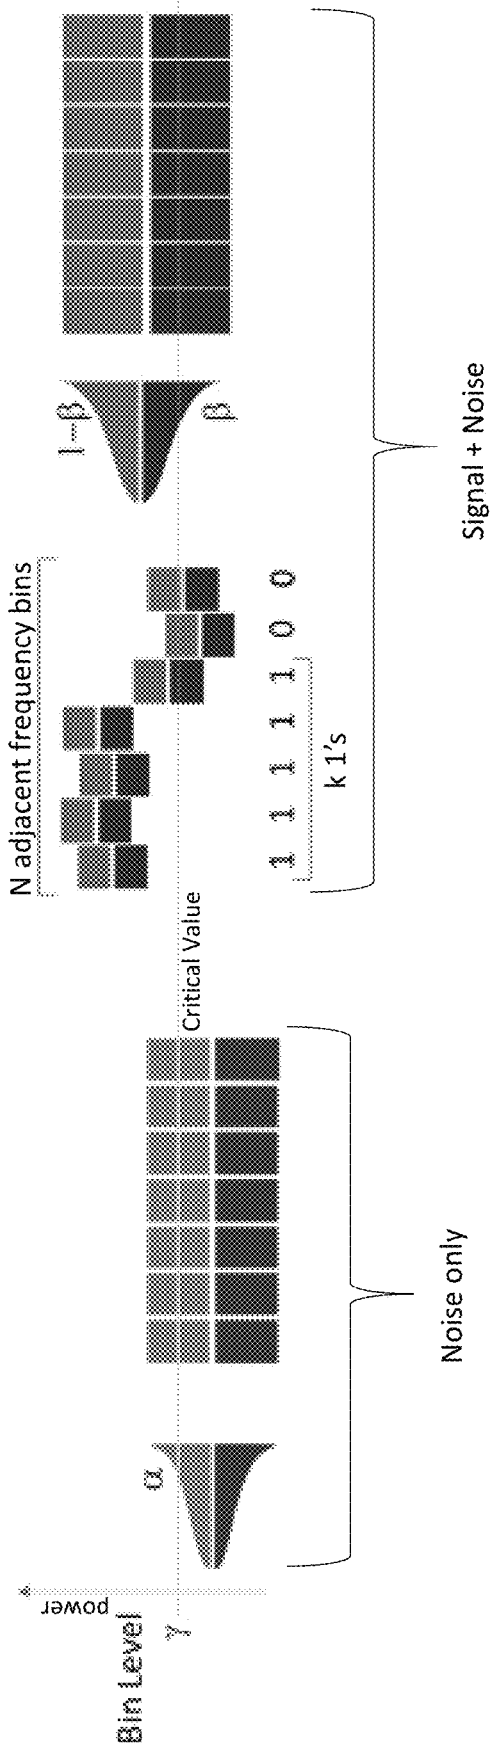 Bin Level
power
γ
α
Noise only
Critical Value
N adjacent frequency bins
1 1 1 1 1 0 0
k 1's
1−β
β
Signal + Noise